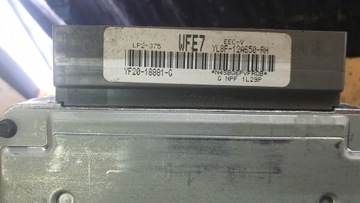 LP2-375 WFE7 EEC-V
YL8F-12A650-RH
YF20-18881-G
G NPF 1L29P